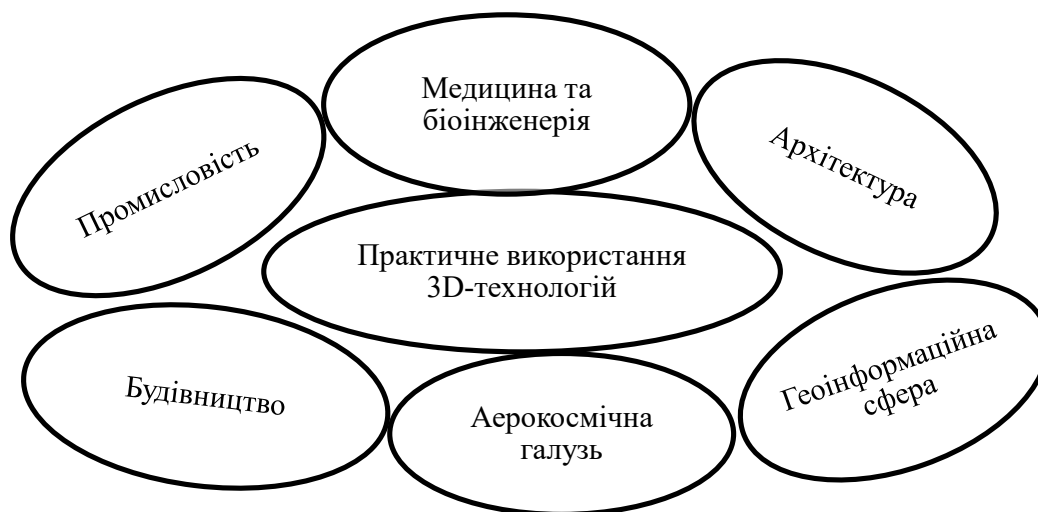 Медицина та
біоінженерія
Промисловість
Архітектура
Практичне використання
3D-технологій
Будівництво
Аерокосмічна
галузь
Геоінформаційна
сфера